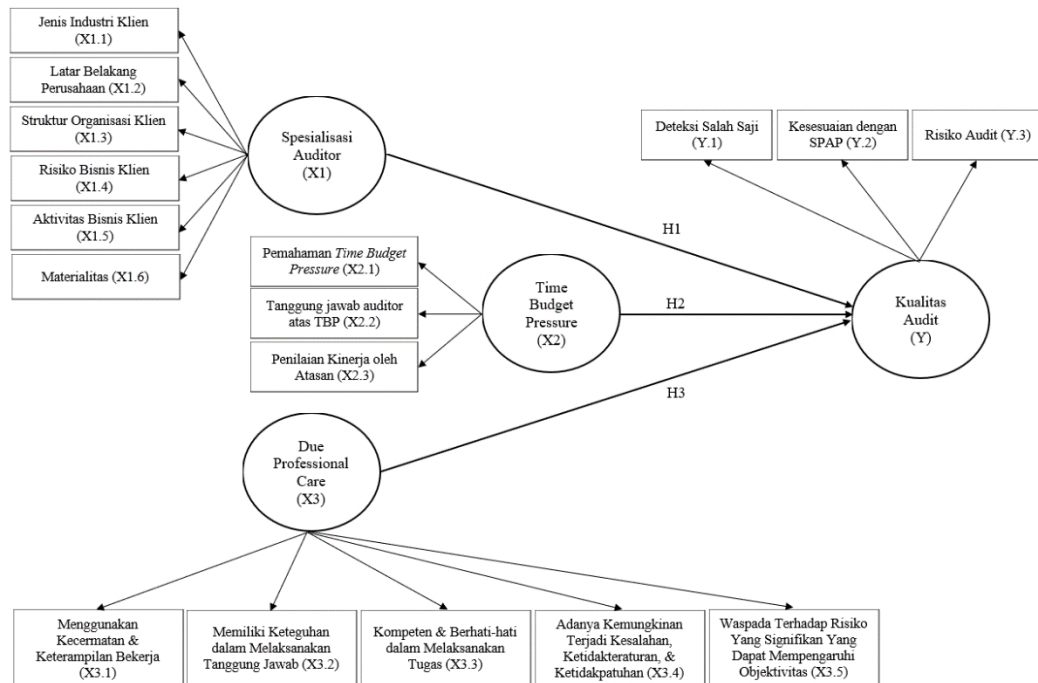 Jenis Industri Klien
(X1.1)
Latar Belakang
Perusahaan (X1.2)
Struktur Organisasi Klien
(X1.3)
Risiko Bisnis Klien
(X1.4)
Aktivitas Bisnis Klien
(X1.5)
Materialitas (X1.6)
Spesialisasi
Auditor
(X1)
Deteksi Salah Saji
(Y.1)
Kesesuaian dengan
SPAP (Y.2)
Risiko Audit (Y.3)
H1
Pemahaman Time Budget
Pressure (X2.1)
Tanggung jawab auditor
atas TBP (X2.2)
Penilaian Kinerja oleh
Atasan (X2.3)
Time
Budget
Pressure
(X2)
H2
Kualitas
Audit
(Y)
H3
Due
Professional
Care
(X3)
Menggunakan
Kecermatan &
Keterampilan Bekerja
(X3.1)
Memiliki Keteguhan
dalam Melaksanakan
Tanggung Jawab (X3.2)
Kompeten & Berhati-hati
dalam Melaksanakan
Tugas (X3.3)
Adanya Kemungkinan
Terjadi Kesalahan,
Ketidakteraturan, &
Ketidakpatuhan (X3.4)
Waspada Terhadap Risiko
Yang Signifikan Yang
Dapat Mempengaruhi
Objektivitas (X3.5)